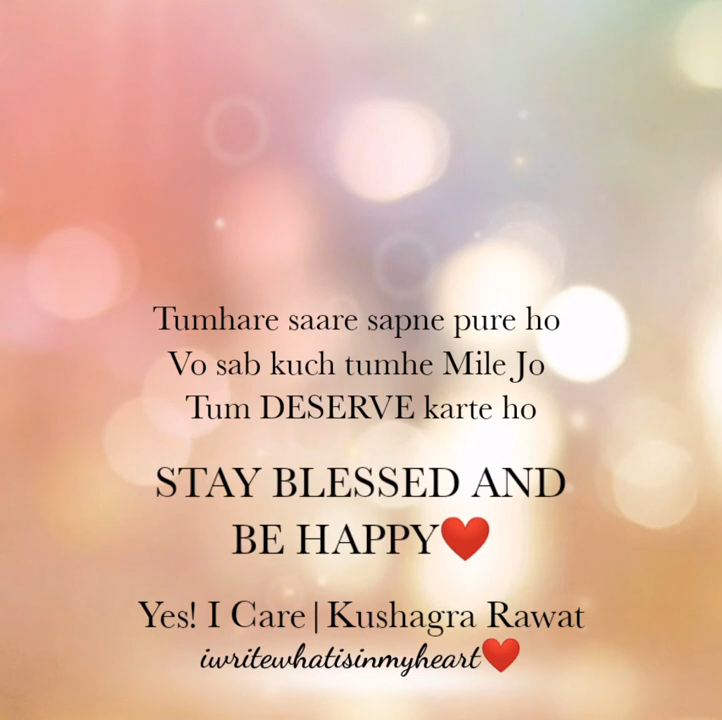 Tumhare saare sapne pure ho
Vo sab kuch tumhe Mile Jo
Tum DESERVE karte ho
STAY BLESSED AND
BE HAPPY❤️
Yes! I Care|Kushagra Rawat
iwritewhatisinmyheart❤️